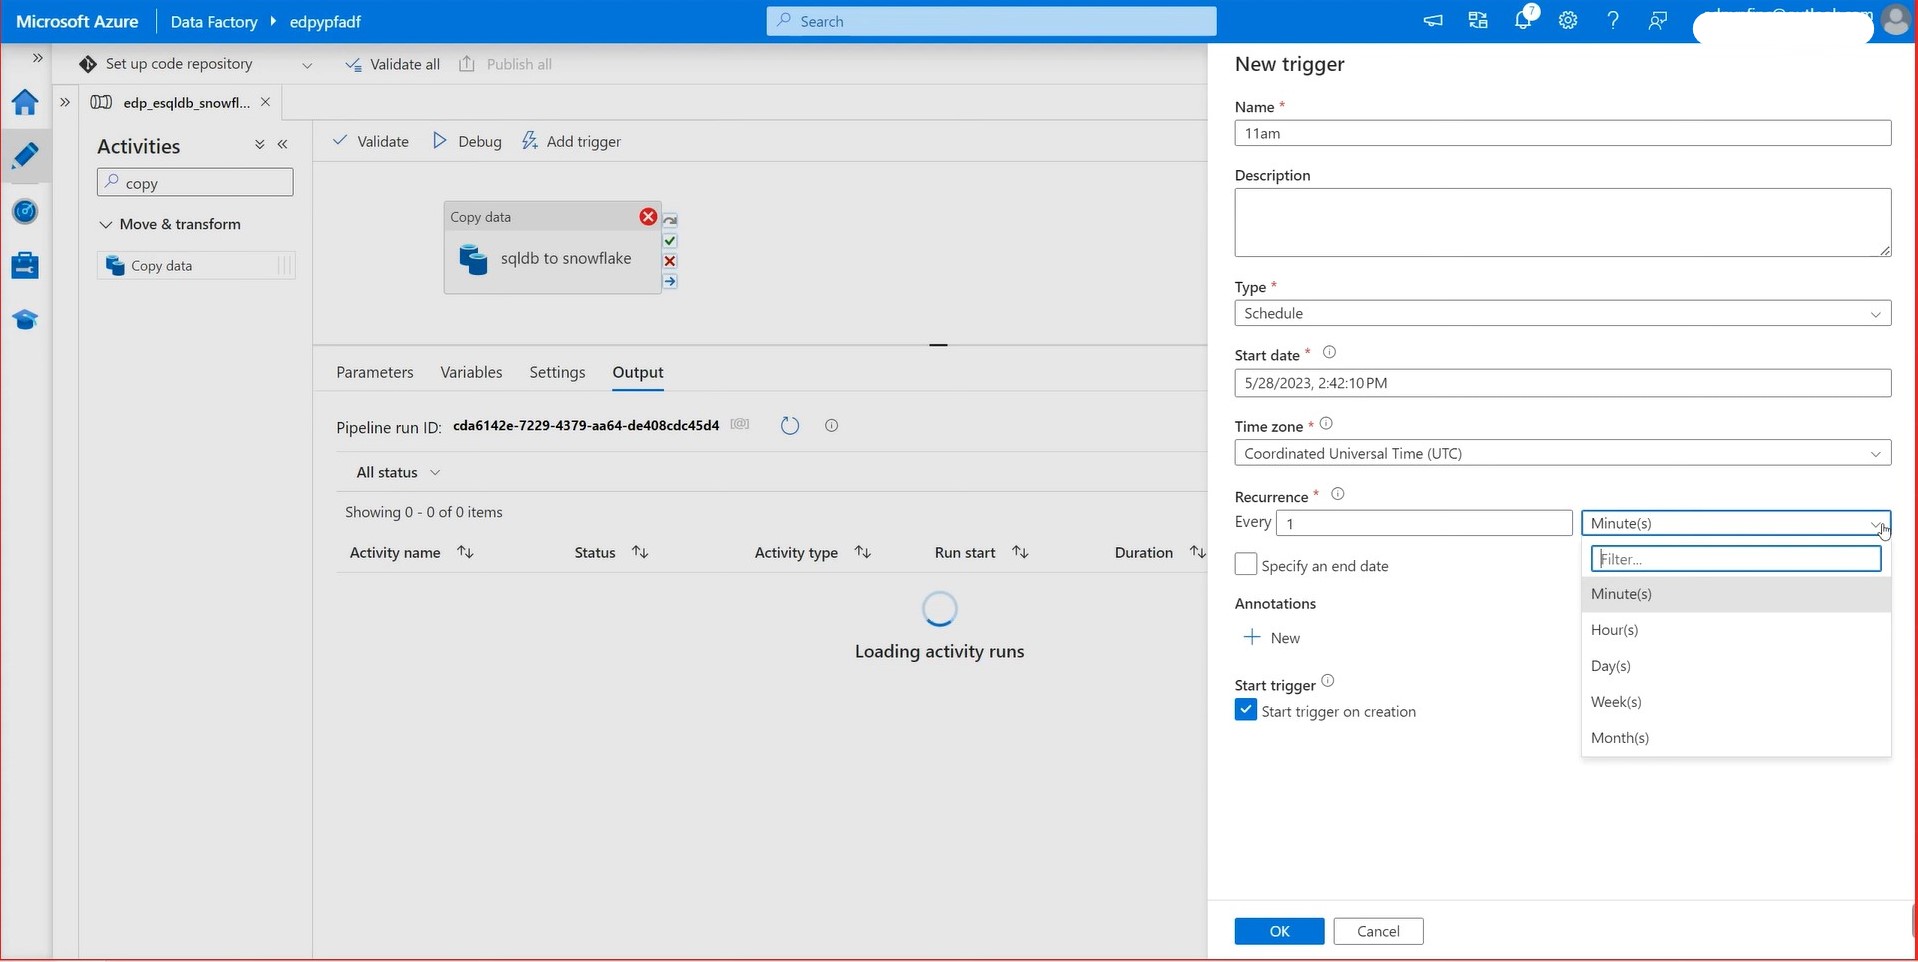 Microsoft Azure
Data Factory
edpypfadf
Search
7
Set up code repository
Validate all
Publish all
edp_esqldb_snowfl...
Activities
copy
Move & transform
Copy data
Validate
Debug
Add trigger
Copy data
sqldb to snowflake
Parameters
Variables
Settings
Output
Pipeline run ID: cda6142e-7229-4379-aa64-de408cdc45d4
All status
Showing 0 - 0 of 0 items
Activity name
Status
Activity type
Run start
Duration
Loading activity runs
New trigger
Name *
11am
Description
Type *
Schedule
Start date *
5/28/2023, 2:42:10 PM
Time zone *
Coordinated Universal Time (UTC)
Recurrence *
Every 1
Minute(s)
Filter...
Minute(s)
Hour(s)
Day(s)
Week(s)
Month(s)
Specify an end date
Annotations
New
Start trigger
Start trigger on creation
OK
Cancel